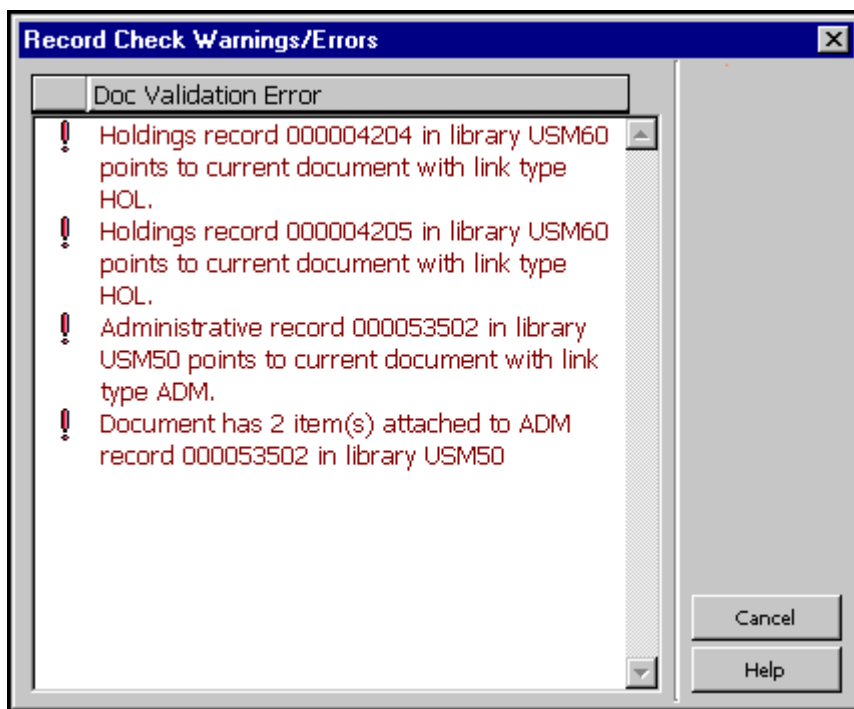 Record Check Warnings/Errors
Doc Validation Error
Holdings record 000004204 in library USM60
points to current document with link type
HOL.
Holdings record 000004205 in library USM60
points to current document with link type
HOL.
Administrative record 000053502 in library
USM50 points to current document with link
type ADM.
Document has 2 item(s) attached to ADM
record 000053502 in library USM50
Cancel
Help